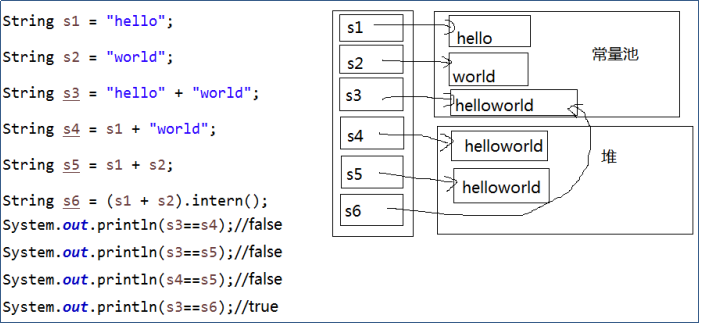 String s1 = "hello";
String s2 = "world";
String s3 = "hello" + "world";
String s4 = s1 + "world";
String s5 = s1 + s2;
String s6 = (s1 + s2).intern();
System.out.println(s3==s4);//false
System.out.println(s3==s5);//false
System.out.println(s4==s5);//false
System.out.println(s3==s6);//true
s1
s2
s3
s4
s5
s6
hello
world
helloworld
常量池
helloworld
helloworld
堆